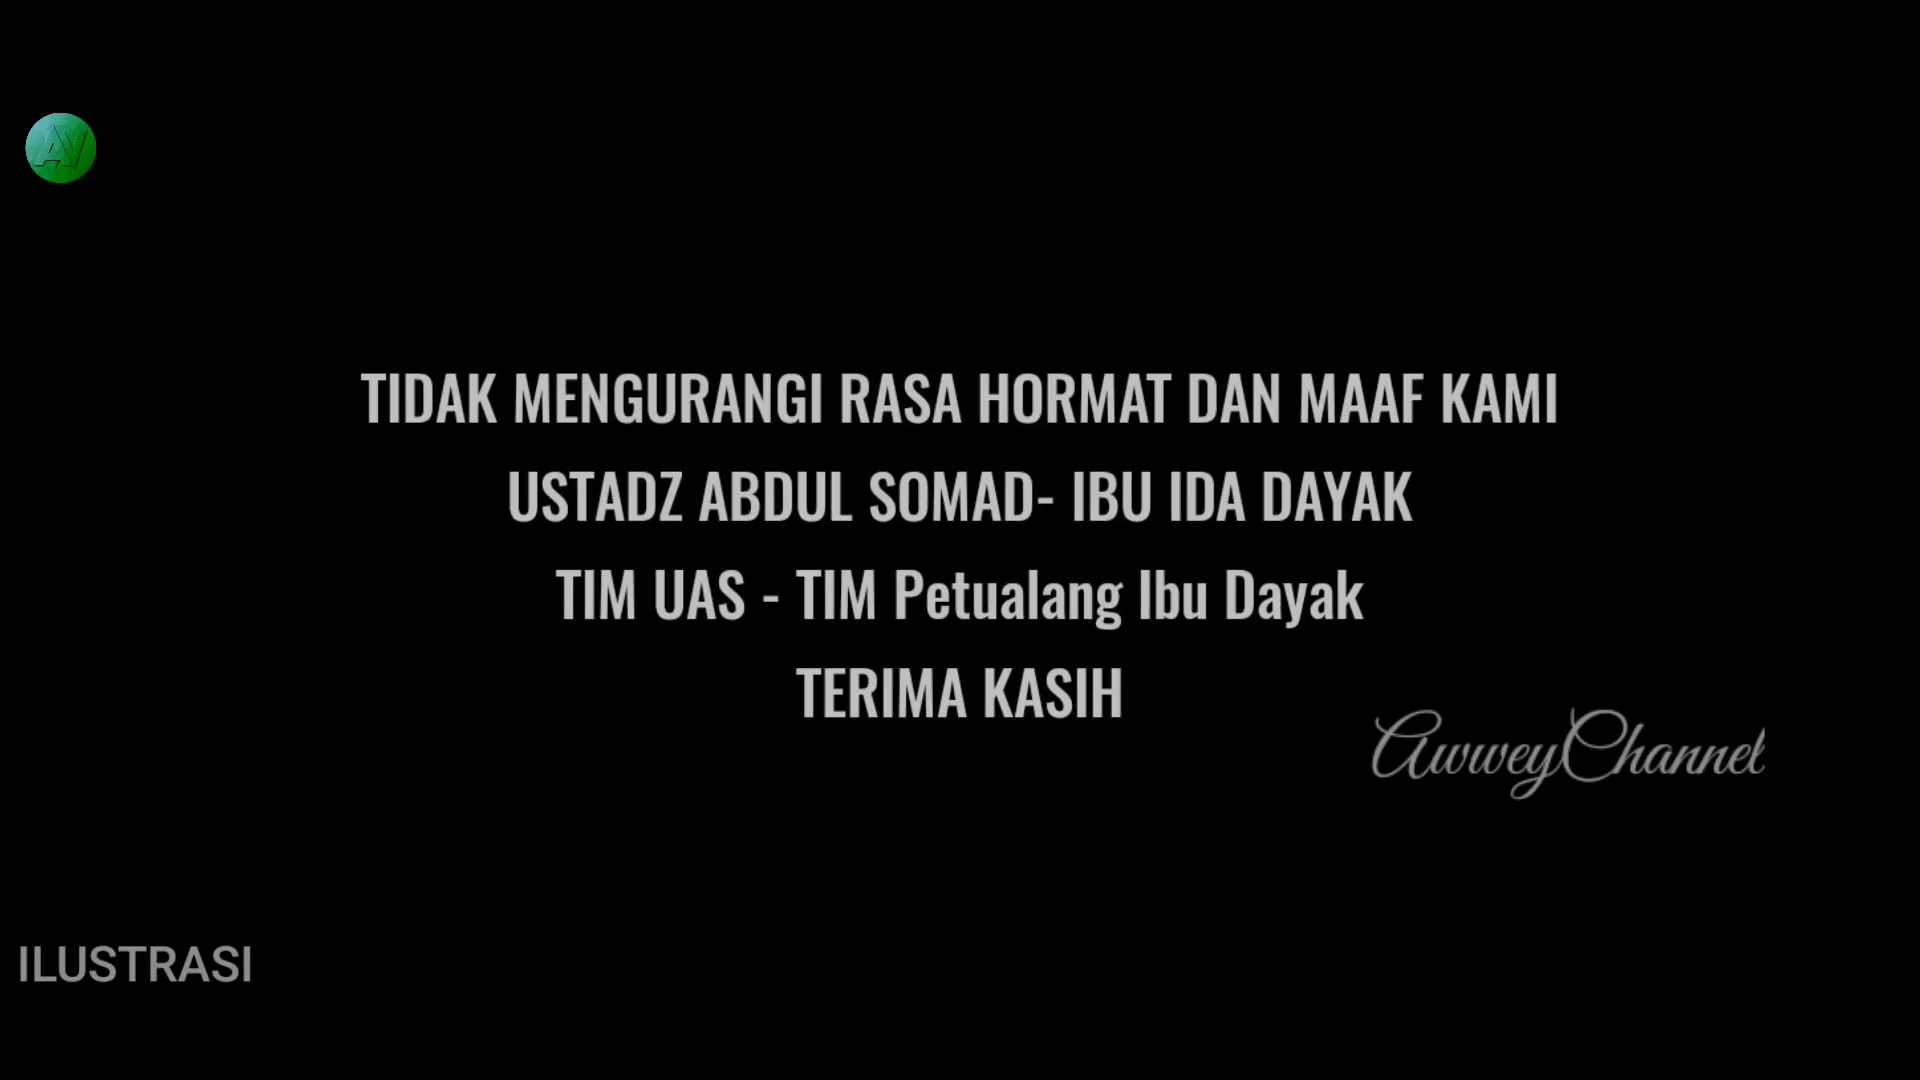 AV
TIDAK MENGURANGI RASA HORMAT DAN MAAF KAMI
USTADZ ABDUL SOMAD- IBU IDA DAYAK
TIM UAS - TIM Petualang Ibu Dayak
TERIMA KASIH
AwweyChannel
ILUSTRASI